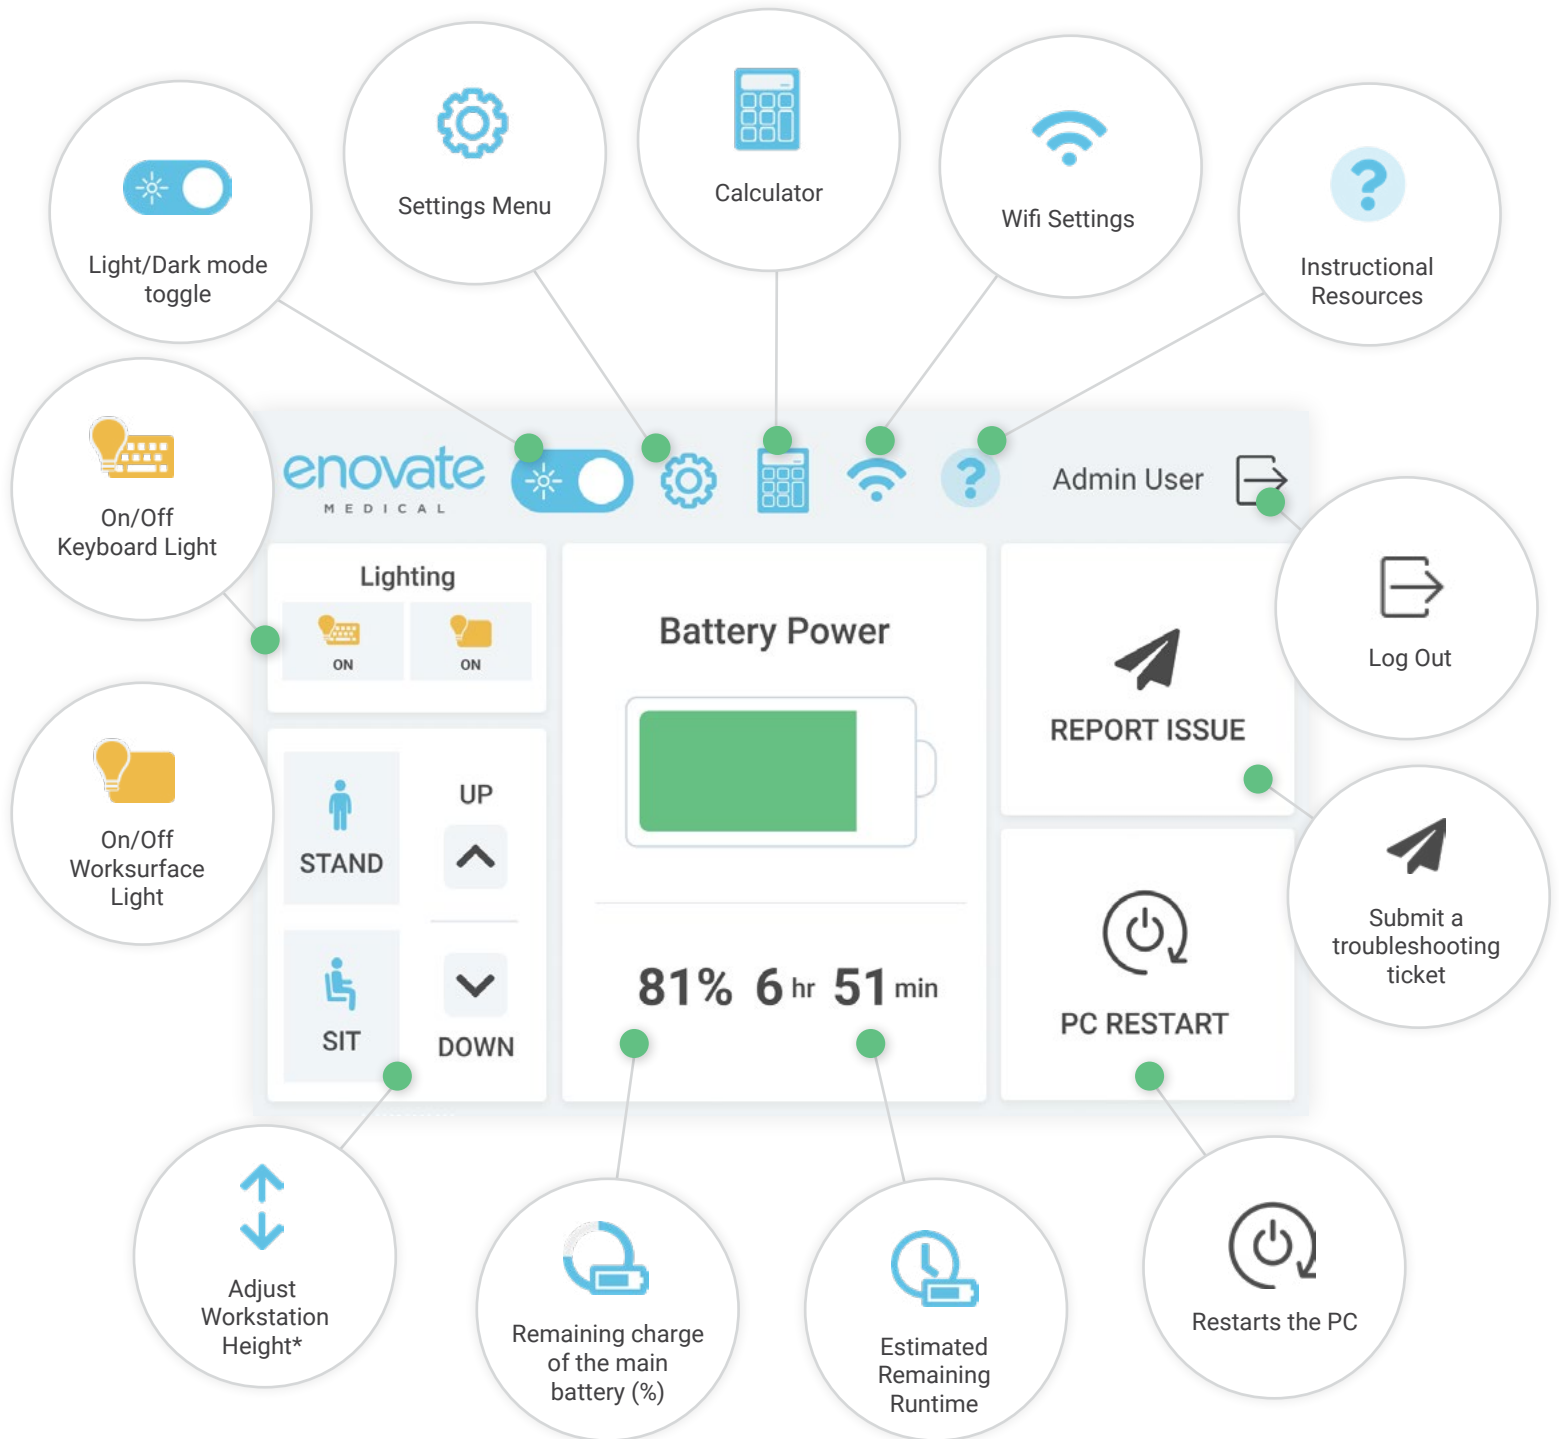 Calculator
Settings Menu
Wifi Settings
Light/Dark mode
toggle
Instructional
Resources
On/Off
Keyboard Light
enovate
MEDICAL
Admin User
Lighting
ON
ON
Battery Power
REPORT ISSUE
Log Out
On/Off
Worksurface
Light
STAND
UP
SIT
DOWN
81% 6 hr 51 min
PC RESTART
Submit a
troubleshooting
ticket
Adjust
Workstation
Height*
Remaining charge
of the main
battery (%)
Estimated
Remaining
Runtime
Restarts the PC